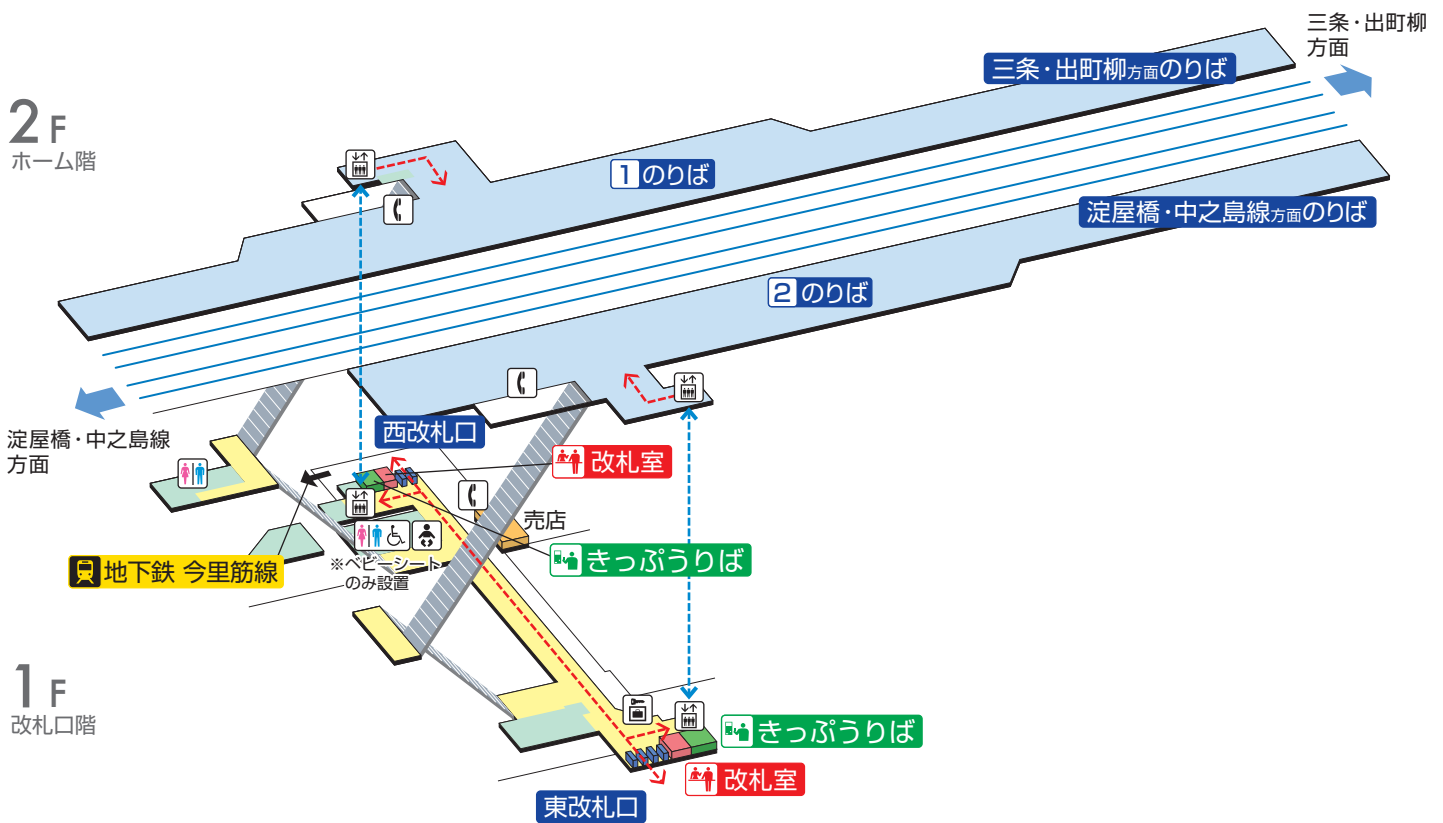 三条・出町柳
方面
三条・出町柳方面のりば
2F
ホーム階
1 のりば
淀屋橋・中之島線方面のりば
2 のりば
淀屋橋・中之島線
方面
西改札口
改札室
売店
きっぷうりば
地下鉄 今里筋線
※ベビーシート
のみ設置
1F
改札口階
きっぷうりば
改札室
東改札口